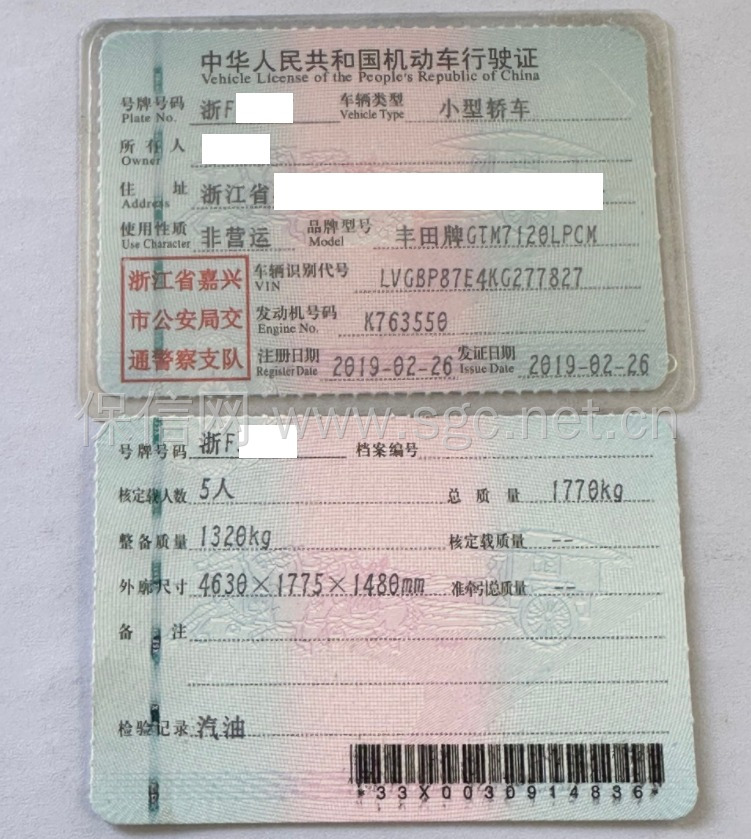 中华人民共和国机动车行驶证
Vehicle License of the People's Republic of China
号牌号码 浙F 车辆类型 小型轿车
Plate No. Vehicle Type
所有人
Owner
住址 浙江省
Address
使用性质 非营运 品牌型号 丰田牌GTM7120LPCM
Use Character Model
浙江省嘉兴
市公安局交
通警察支队
车辆识别代号 LVGBP87E4KG277827
VIN
发动机号码 K763550
Engine No.
注册日期 2019-02-26 发证日期 2019-02-26
Register Date Issue Date
保信网 www.sgc.net.cn
号牌号码 浙F 档案编号
核定载人数 5人 总质量 1770kg
整备质量 1320kg 核定载质量 --
外廓尺寸 4630×1775×1480mm 准牵引总质量 --
备注
检验记录 汽油
*33X0030914836*